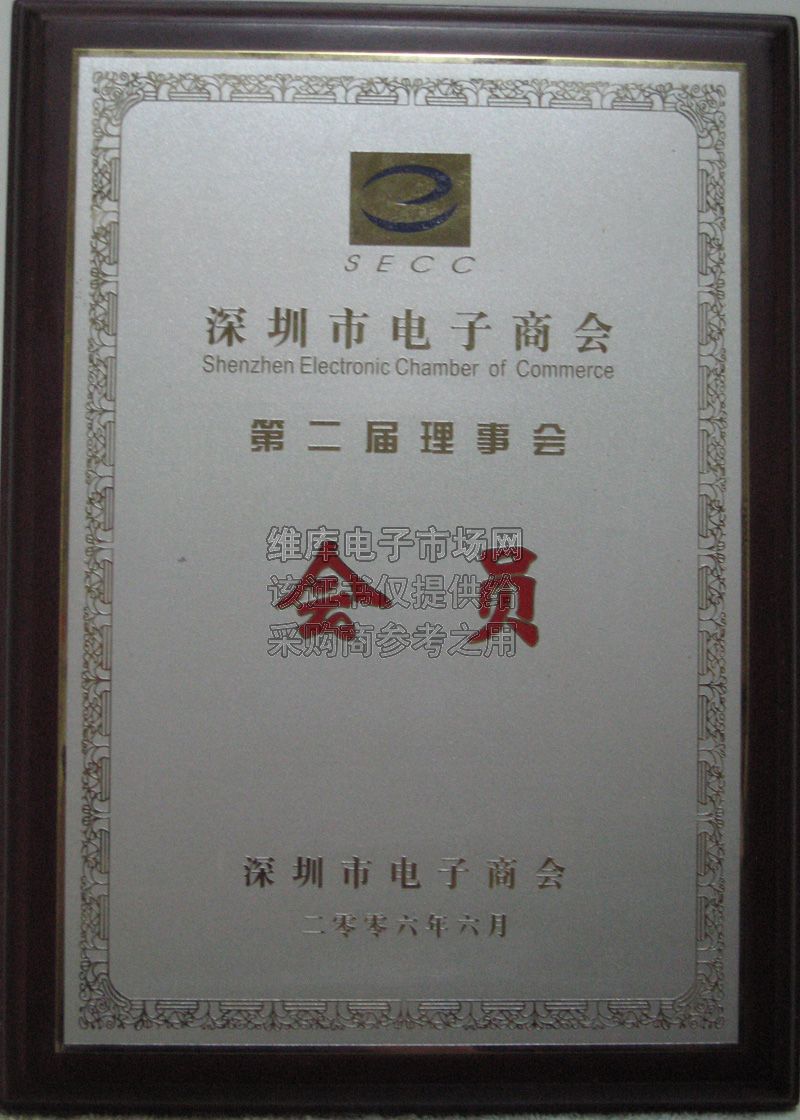 SECC
深圳市电子商会
Shenzhen Electronic Chamber of Commerce
第二届理事会
会员
维库电子市场网
该证书仅提供给
采购商参考之用
深圳市电子商会
二零零六年六月